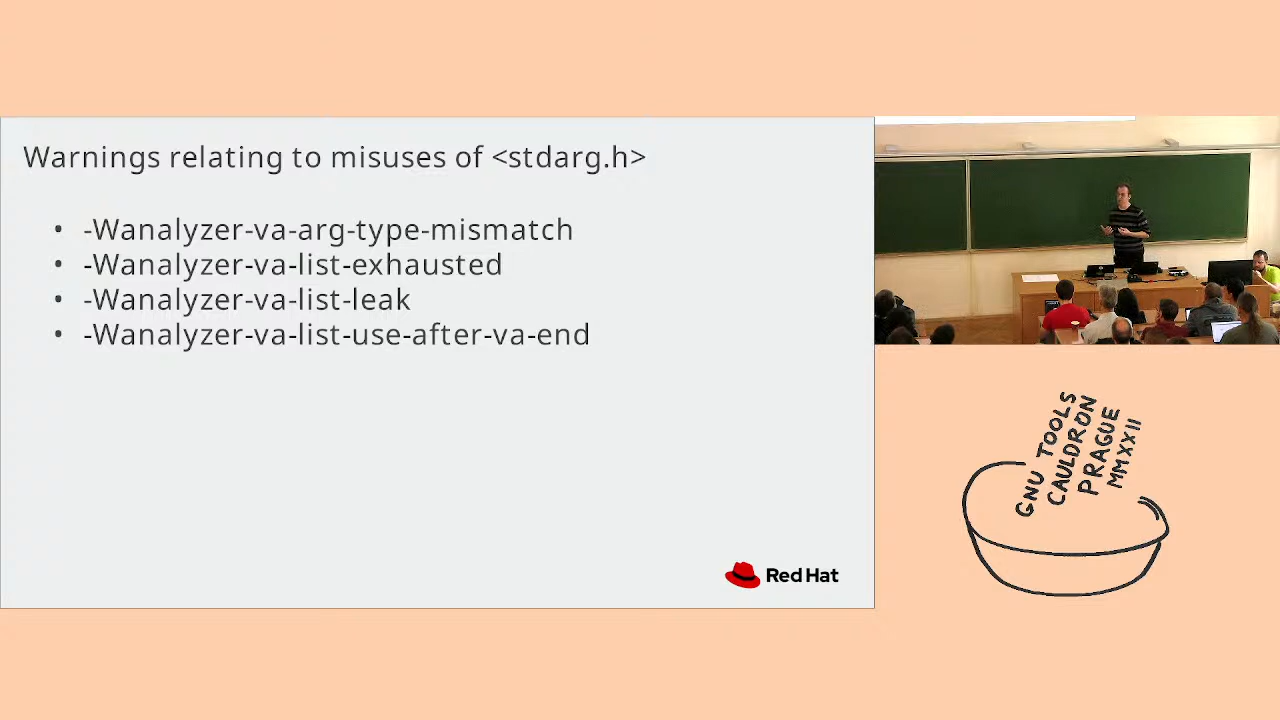 Warnings relating to misuses of <stdarg.h>
• -Wanalyzer-va-arg-type-mismatch
• -Wanalyzer-va-list-exhausted
• -Wanalyzer-va-list-leak
• -Wanalyzer-va-list-use-after-va-end
Red Hat
GNU TOOLS
CAULDRON
PRAGUE
MMXXII